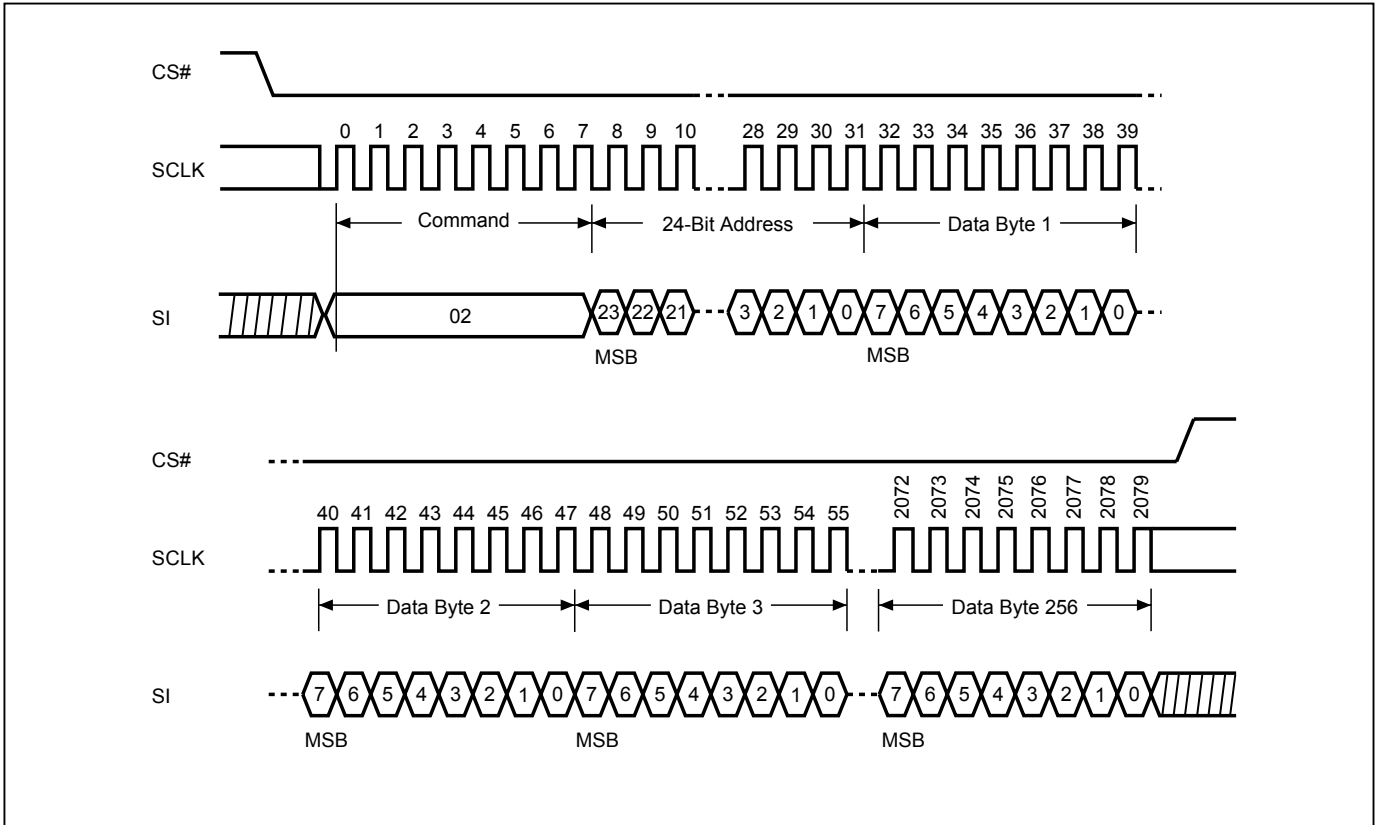 CS#
0 1 2 3 4 5 6 7 8 9 10 28 29 30 31 32 33 34 35 36 37 38 39
SCLK
Command 24-Bit Address Data Byte 1
SI 02 23 22 21 3 2 1 0 7 6 5 4 3 2 1 0
MSB MSB
CS#
2072 2073 2074 2075 2076 2077 2078 2079
40 41 42 43 44 45 46 47 48 49 50 51 52 53 54 55
SCLK
Data Byte 2 Data Byte 3 Data Byte 256
SI 7 6 5 4 3 2 1 0 7 6 5 4 3 2 1 0 7 6 5 4 3 2 1 0
MSB MSB MSB